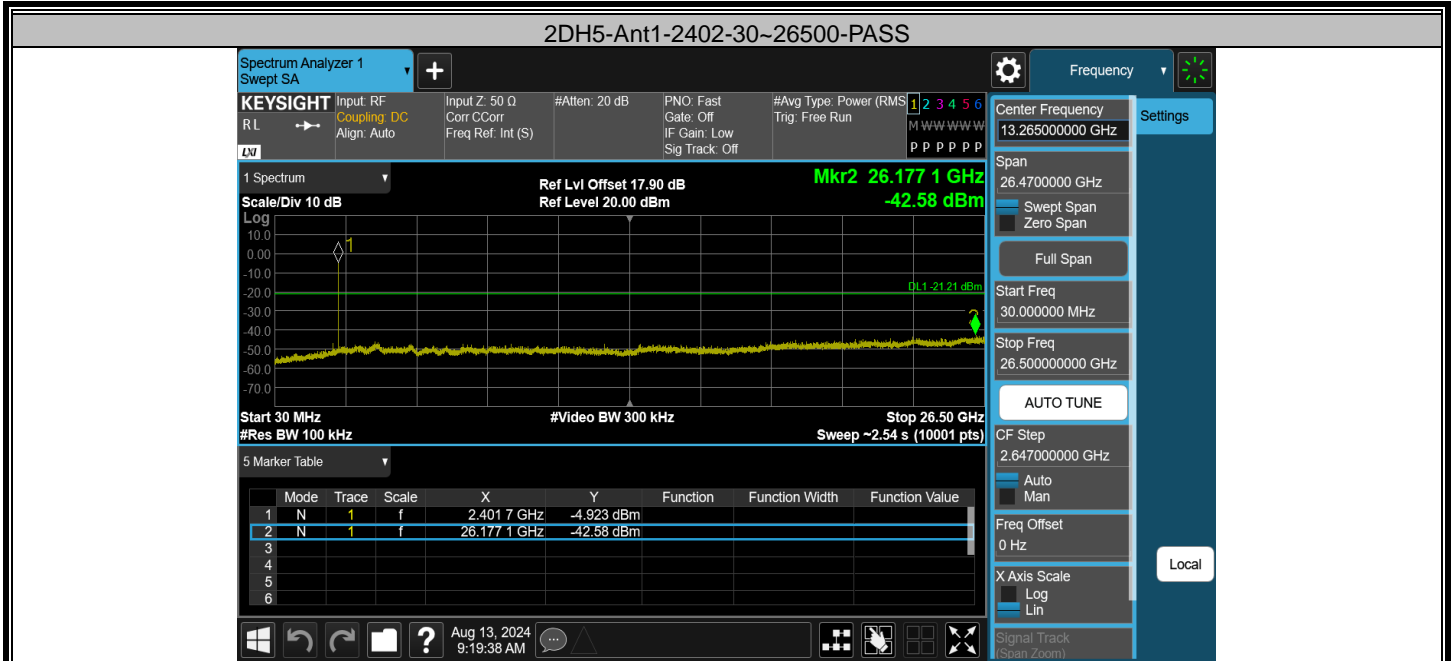 2DH5-Ant1-2402-30~26500-PASS
Spectrum Analyzer 1
Swept SA
Frequency
KEYSIGHT
RL
LXI
Input: RF
Coupling: DC
Align: Auto
Input Z: 50 Ω
Corr CCorr
Freq Ref: Int (S)
#Atten: 20 dB
PNO: Fast
Gate: Off
IF Gain: Low
Sig Track: Off
#Avg Type: Power (RMS
Trig: Free Run
1 2 3 4 5 6
M W W W W W
P P P P P P
1 Spectrum
Scale/Div 10 dB
Ref Lvl Offset 17.90 dB
Ref Level 20.00 dBm
Mkr2 26.177 1 GHz
-42.58 dBm
Log
10.0
0.00
-10.0
-20.0
-30.0
-40.0
-50.0
-60.0
-70.0
1
DL1 -21.21 dBm
2
Start 30 MHz
#Res BW 100 kHz
#Video BW 300 kHz
Stop 26.50 GHz
Sweep ~2.54 s (10001 pts)
5 Marker Table
Mode Trace Scale X Y Function Function Width Function Value
1 N 1 f 2.401 7 GHz -4.923 dBm
2 N 1 f 26.177 1 GHz -42.58 dBm
3
4
5
6
Aug 13, 2024
9:19:38 AM
Center Frequency
13.265000000 GHz
Span
26.4700000 GHz
Swept Span
Zero Span
Full Span
Start Freq
30.000000 MHz
Stop Freq
26.500000000 GHz
AUTO TUNE
CF Step
2.647000000 GHz
Auto
Man
Freq Offset
0 Hz
X Axis Scale
Log
Lin
Signal Track
(Span Zoom)
Settings
Local